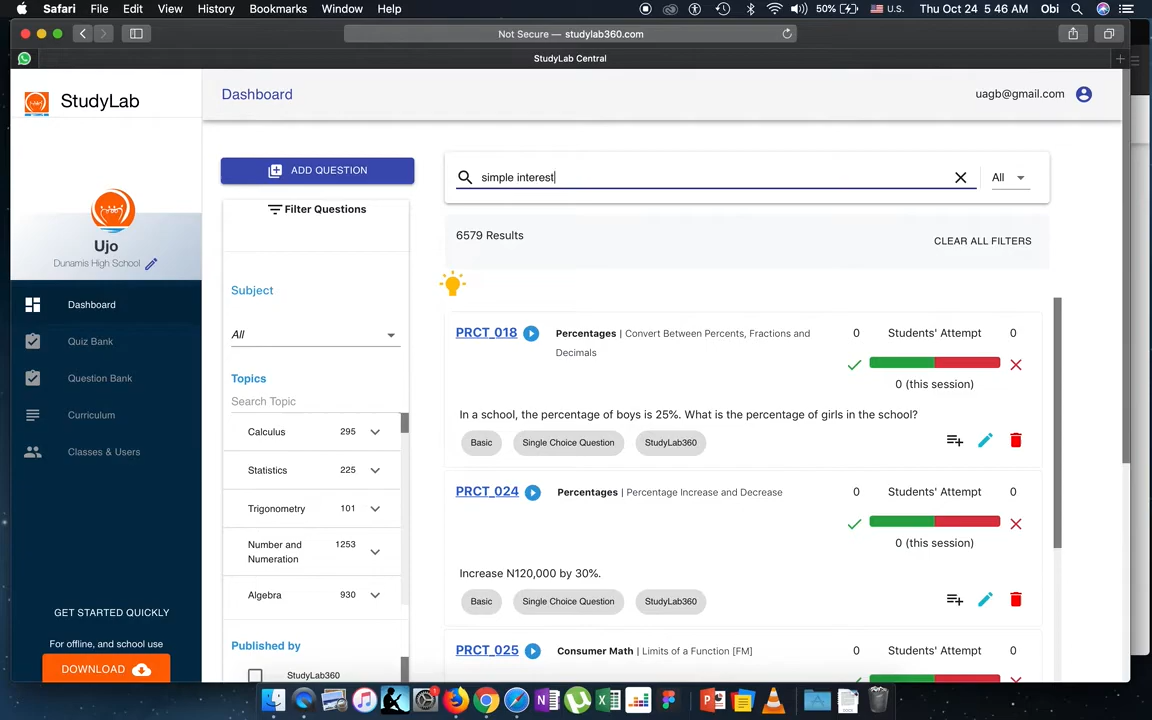 Safari File Edit View History Bookmarks Window Help 50% U.S. Thu Oct 24 5:46 AM Obi
Not Secure — studylab360.com
StudyLab Central
StudyLab
Dashboard
uagb@gmail.com
ADD QUESTION
simple interest
All
Filter Questions
6579 Results
CLEAR ALL FILTERS
Ujo
Dunamis High School
Dashboard
Quiz Bank
Question Bank
Curriculum
Classes & Users
GET STARTED QUICKLY
For offline, and school use
DOWNLOAD
Subject
All
Topics
Search Topic
Calculus 295
Statistics 225
Trigonometry 101
Number and 1253
Numeration
Algebra 930
Published by
StudyLab360
PRCT_018 Percentages | Convert Between Percents, Fractions and 0 Students' Attempt 0
Decimals
0 (this session)
In a school, the percentage of boys is 25%. What is the percentage of girls in the school?
Basic Single Choice Question StudyLab360
PRCT_024 Percentages | Percentage Increase and Decrease 0 Students' Attempt 0
0 (this session)
Increase N120,000 by 30%.
Basic Single Choice Question StudyLab360
PRCT_025 Consumer Math | Limits of a Function [FM] 0 Students' Attempt 0